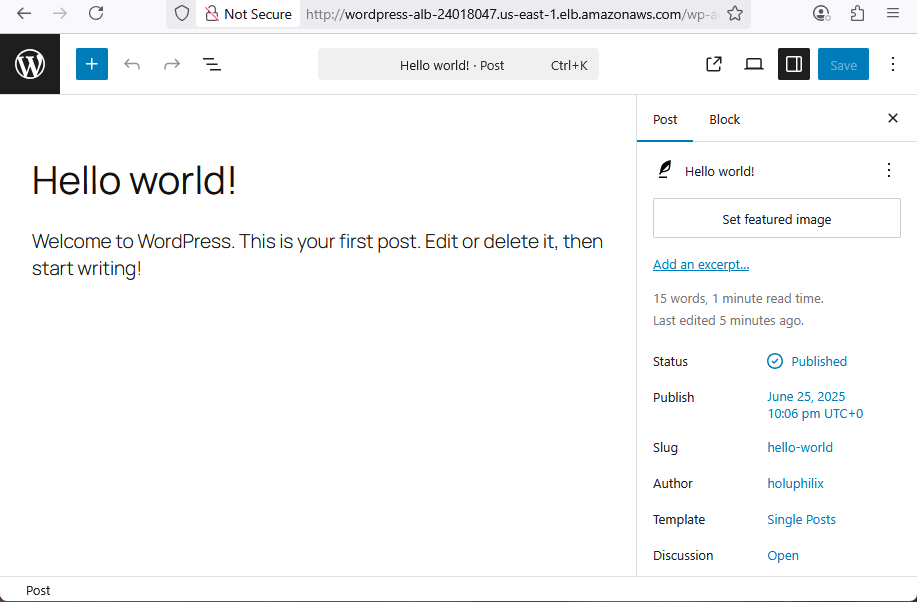 Not Secure http://wordpress-alb-24018047.us-east-1.elb.amazonaws.com/wp-a
Hello world! · Post Ctrl+K
Save
Post Block
Hello world!
Hello world!
Set featured image
Welcome to WordPress. This is your first post. Edit or delete it, then
start writing!
Add an excerpt...
15 words, 1 minute read time.
Last edited 5 minutes ago.
Status Published
Publish June 25, 2025
10:06 pm UTC+0
Slug hello-world
Author holuphilix
Template Single Posts
Discussion Open
Post